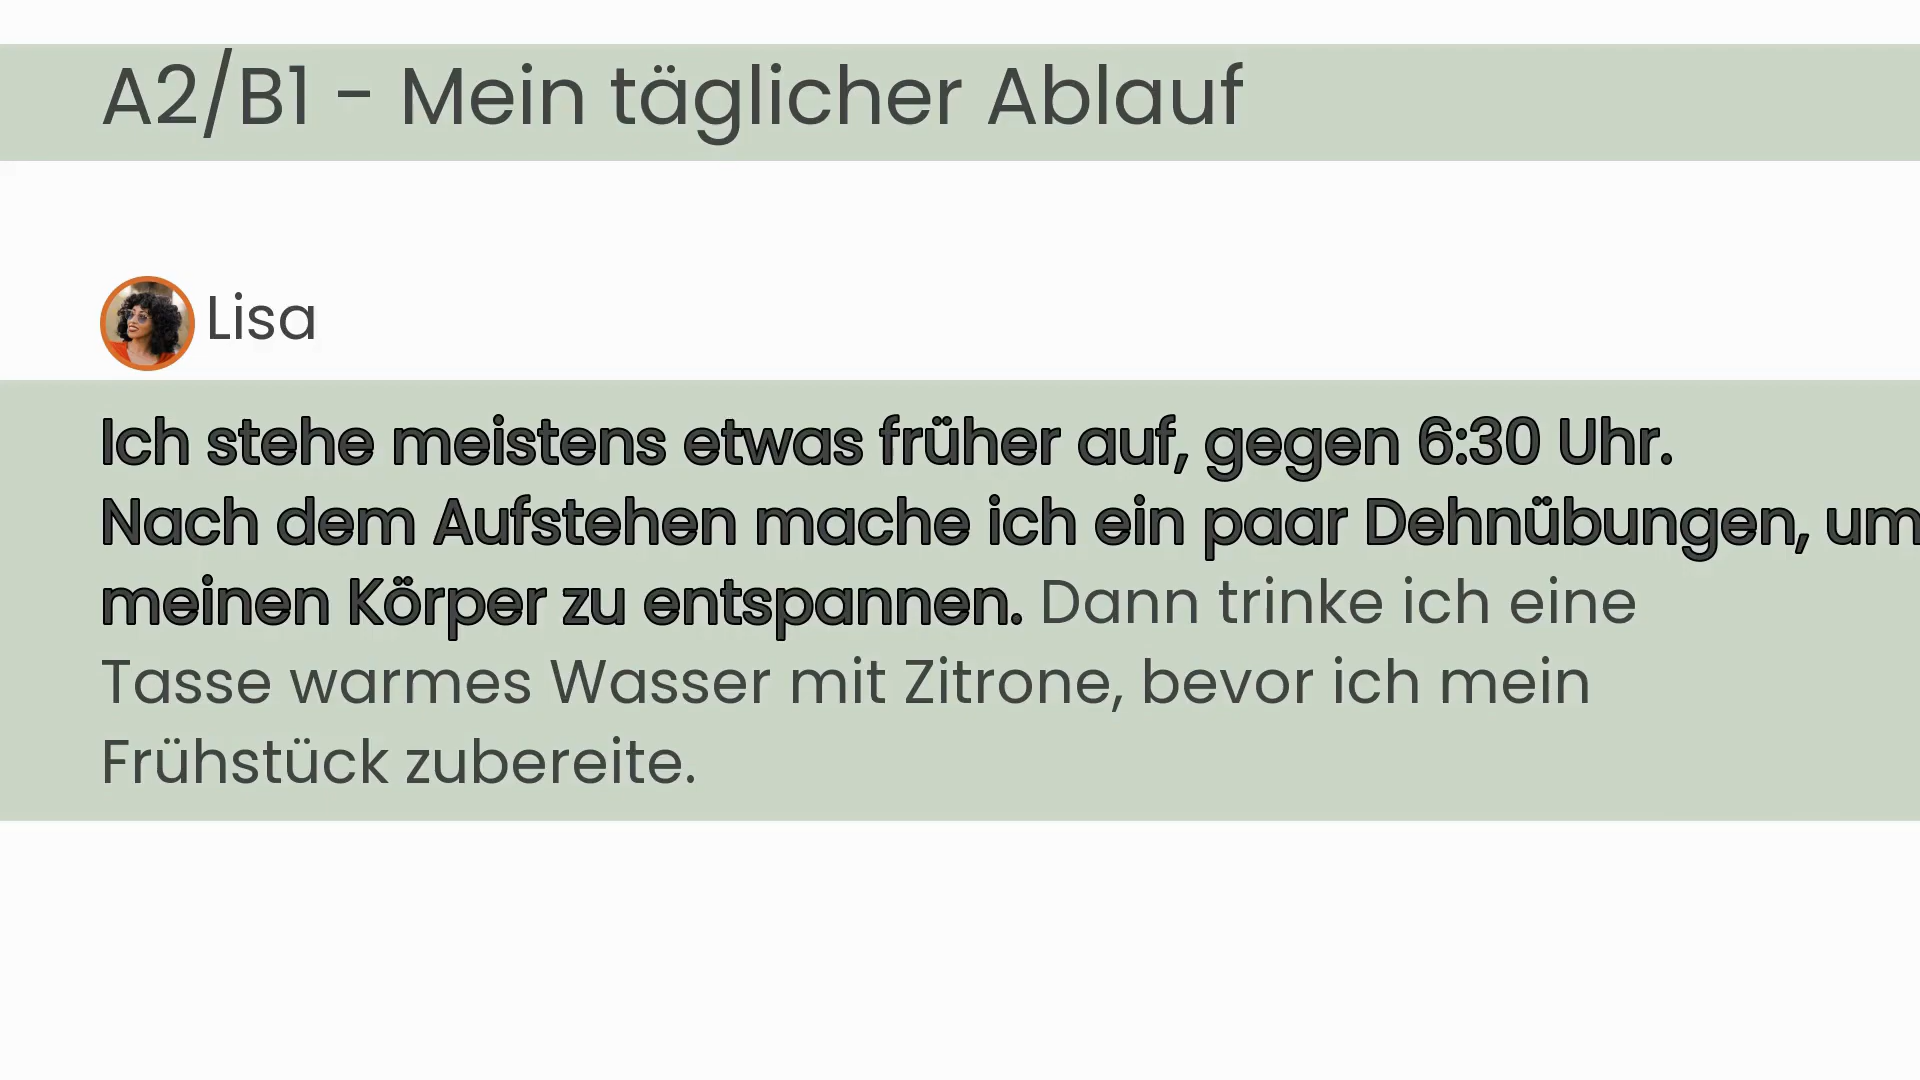 A2/B1 - Mein täglicher Ablauf
Lisa
Ich stehe meistens etwas früher auf, gegen 6:30 Uhr.
Nach dem Aufstehen mache ich ein paar Dehnübungen, um
meinen Körper zu entspannen. Dann trinke ich eine
Tasse warmes Wasser mit Zitrone, bevor ich mein
Frühstück zubereite.